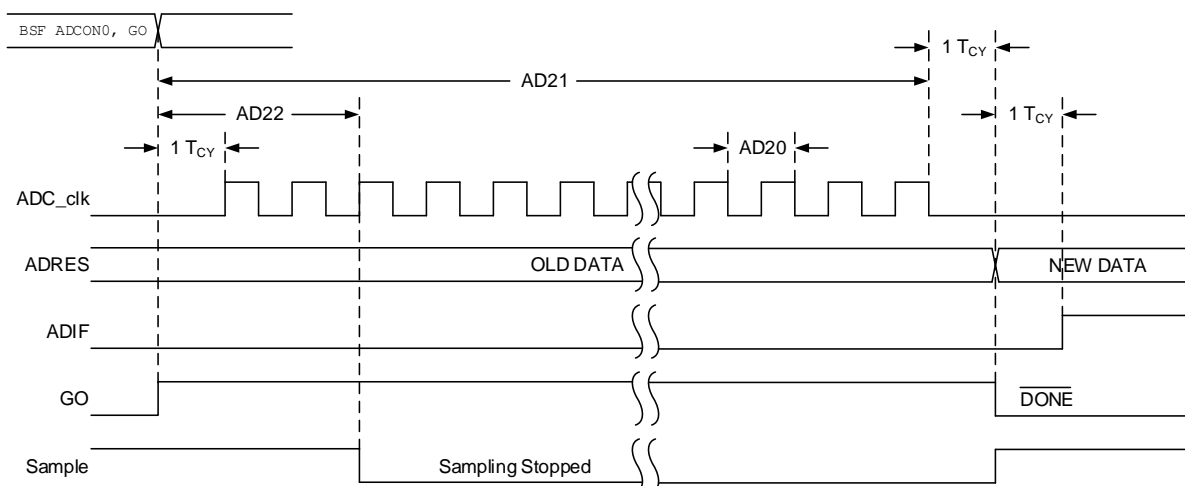 BSF ADCON0, GO
1 TCY
AD21
AD22
1 TCY
1 TCY
AD20
ADC_clk
ADRES
OLD DATA
NEW DATA
ADIF
GO
DONE
Sample
Sampling Stopped